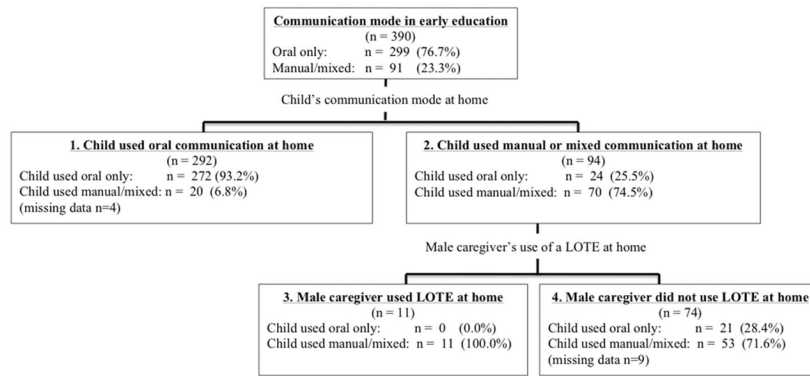 Communication mode in early education
(n = 390)
Oral only: n = 299 (76.7%)
Manual/mixed: n = 91 (23.3%)
Child's communication mode at home
1. Child used oral communication at home
(n = 292)
Child used oral only: n = 272 (93.2%)
Child used manual/mixed: n = 20 (6.8%)
(missing data n=4)
2. Child used manual or mixed communication at home
(n = 94)
Child used oral only: n = 24 (25.5%)
Child used manual/mixed: n = 70 (74.5%)
Male caregiver's use of a LOTE at home
3. Male caregiver used LOTE at home
(n = 11)
Child used oral only: n = 0 (0.0%)
Child used manual/mixed: n = 11 (100.0%)
4. Male caregiver did not use LOTE at home
(n = 74)
Child used oral only: n = 21 (28.4%)
Child used manual/mixed: n = 53 (71.6%)
(missing data n=9)